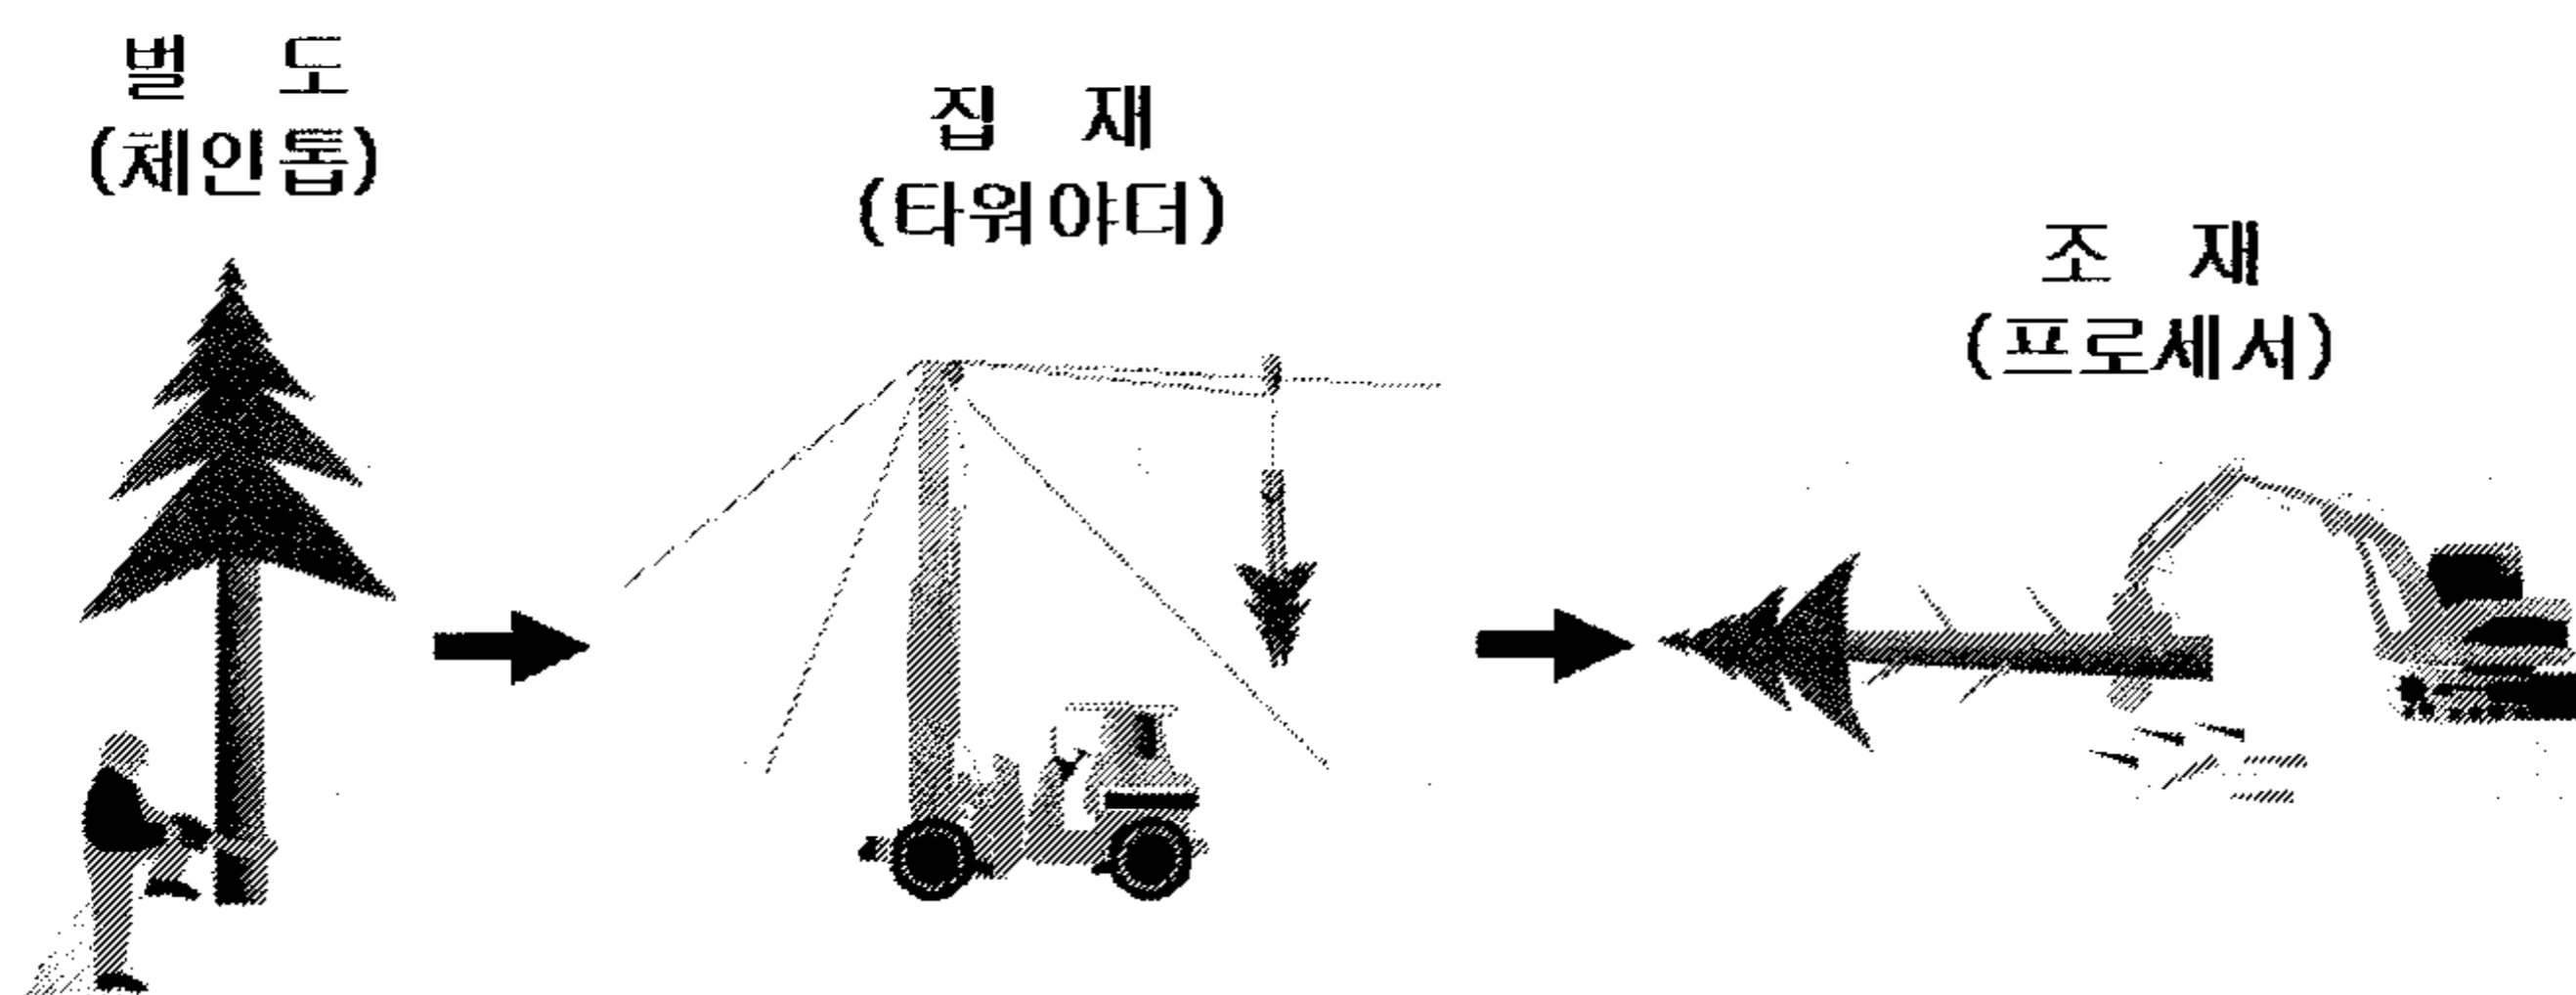 벌 도
(체인톱)
집 재
(타워야더)
조 재
(프로세서)